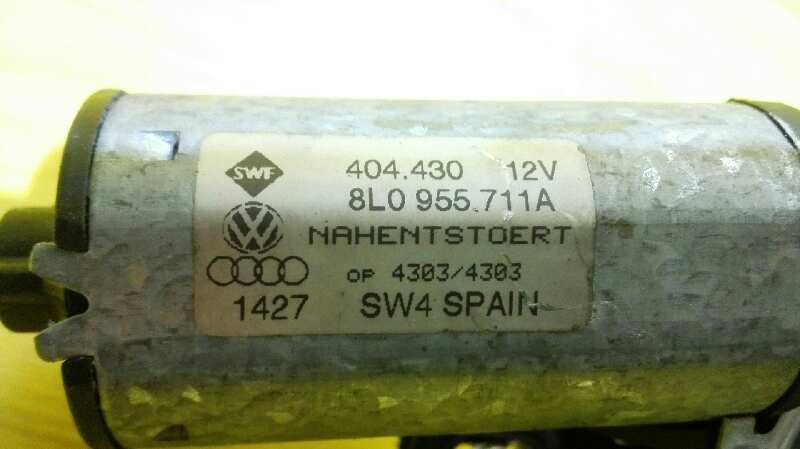 SWF 404.430 12V
8L0 955.711A
NAHENTSTOERT
OP 4303/4303
1427 SW4 SPAIN